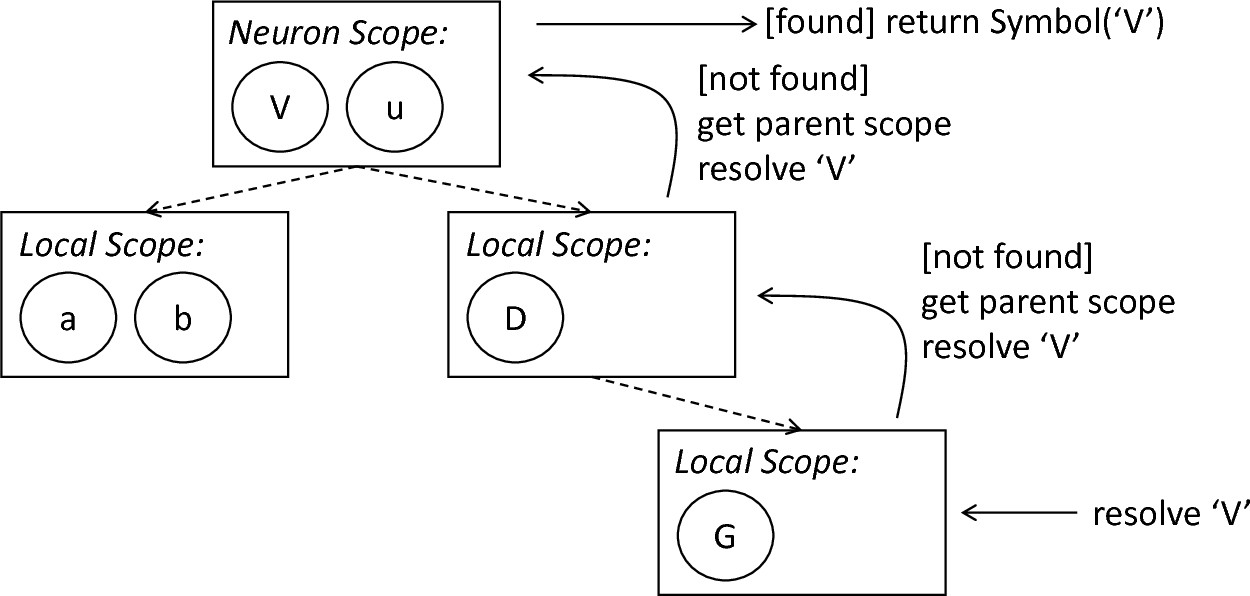 Neuron Scope:
V u
[found] return Symbol(‘V’)
[not found]
get parent scope
resolve ‘V’
Local Scope:
a b
Local Scope:
D
[not found]
get parent scope
resolve ‘V’
Local Scope:
G
resolve ‘V’